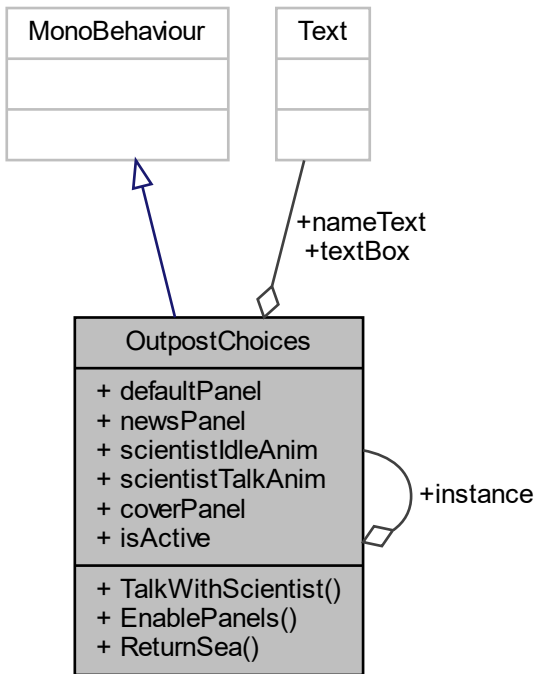 MonoBehaviour
Text
+nameText
+textBox
OutpostChoices
+ defaultPanel
+ newsPanel
+ scientistIdleAnim
+ scientistTalkAnim
+ coverPanel
+ isActive
+instance
+ TalkWithScientist()
+ EnablePanels()
+ ReturnSea()